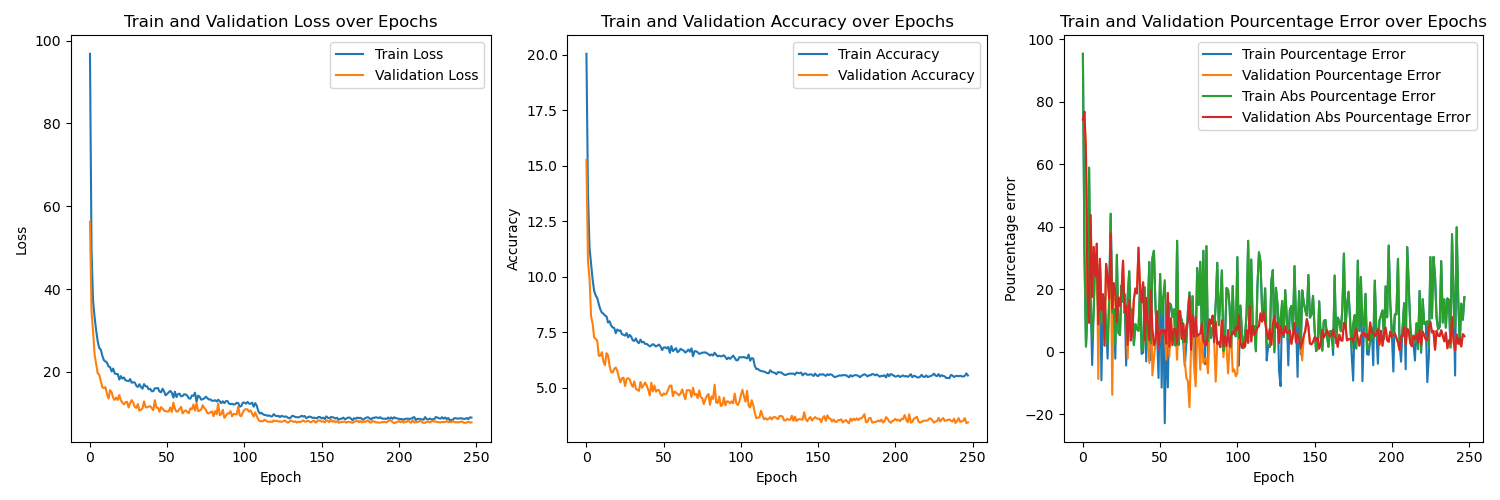 Train and Validation Loss over Epochs
Train Loss
Validation Loss
100
80
60
40
20
Loss
0
50
100
150
200
250
Epoch
Train and Validation Accuracy over Epochs
Train Accuracy
Validation Accuracy
20.0
17.5
15.0
12.5
10.0
7.5
5.0
Accuracy
0
50
100
150
200
250
Epoch
Train and Validation Pourcentage Error over Epochs
Train Pourcentage Error
Validation Pourcentage Error
Train Abs Pourcentage Error
Validation Abs Pourcentage Error
100
80
60
40
20
0
−20
Pourcentage error
0
50
100
150
200
250
Epoch